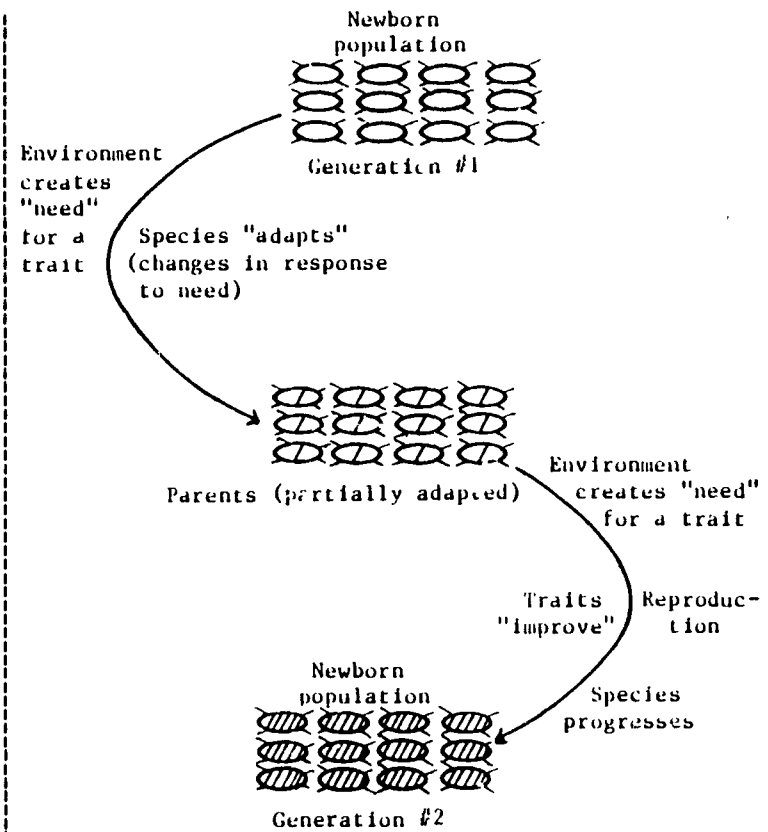 Newborn
population
Generation #1
Environment
creates
"need"
for a
trait
Species "adapts"
(changes in response
to need)
Parents (partially adapted)
Environment
creates "need"
for a trait
Traits
"improve"
Reproduc-
tion
Species
progresses
Newborn
population
Generation #2